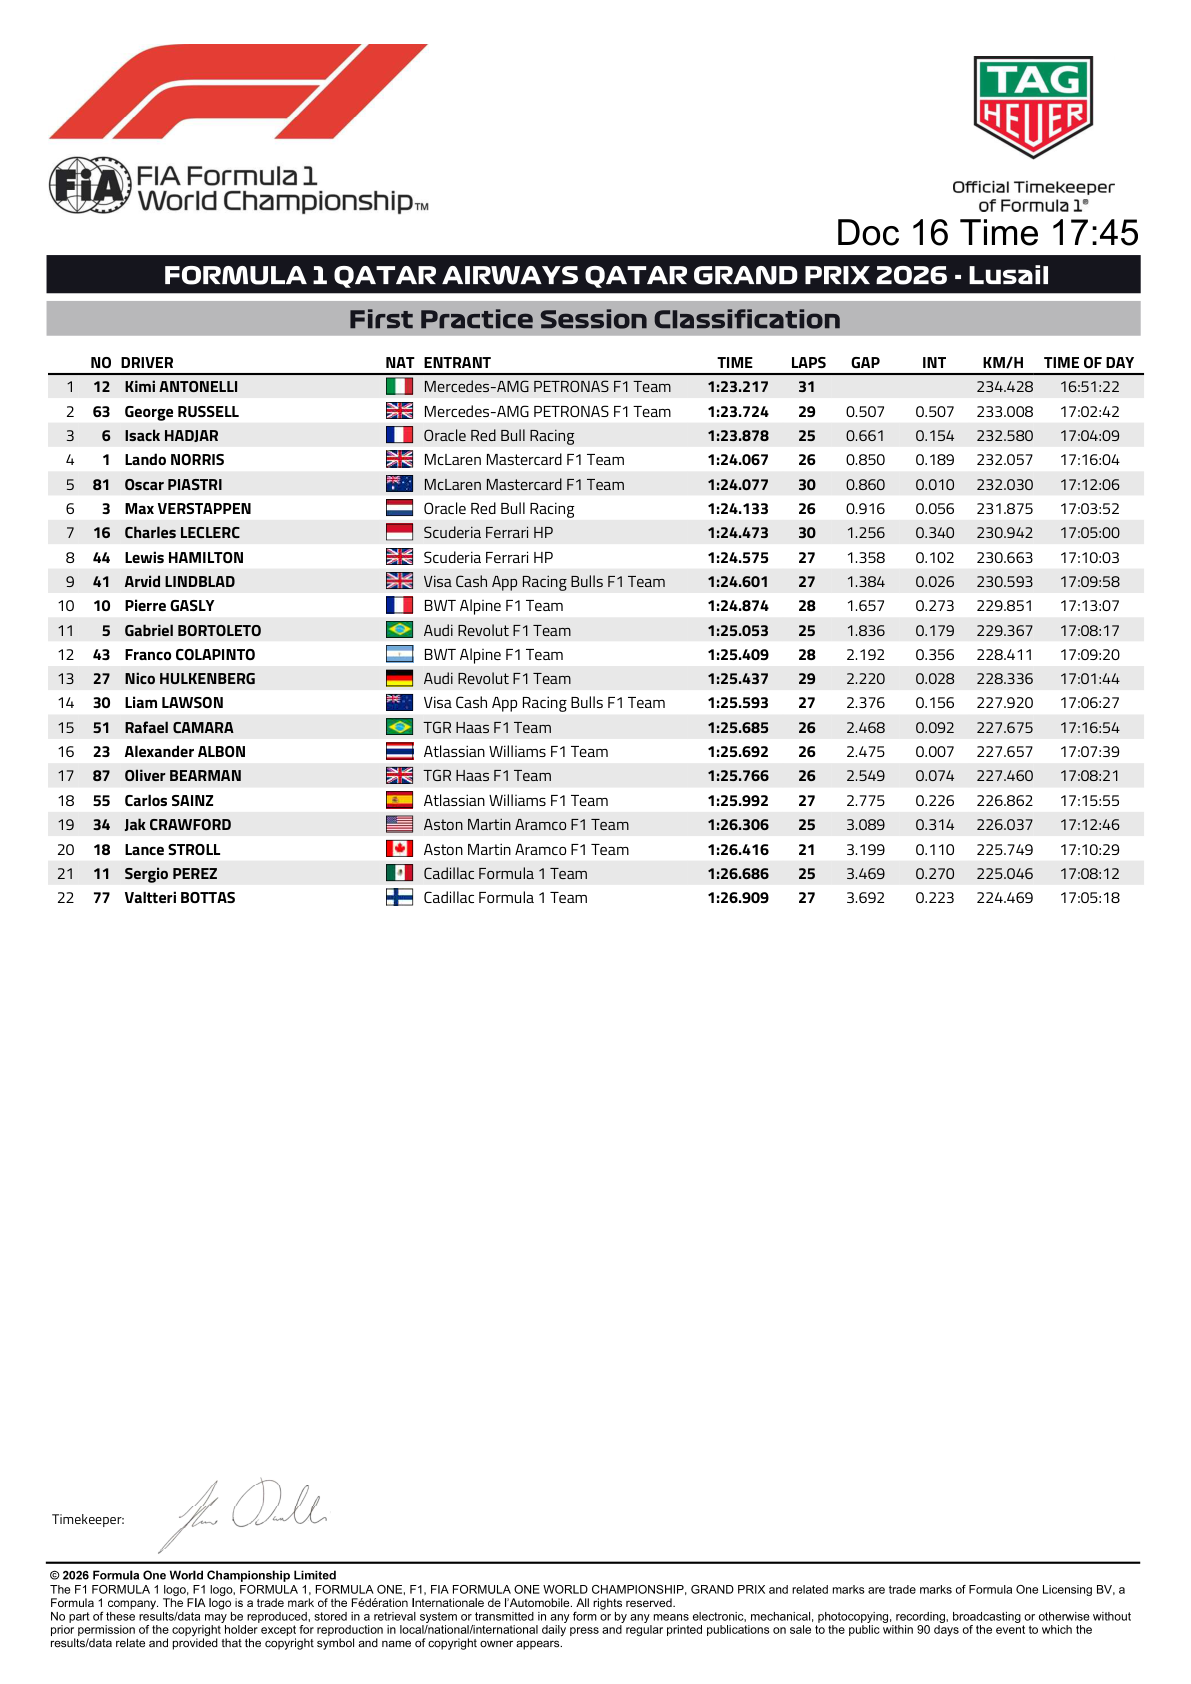 TAG
HEUER
FIA FIA Formula 1
World Championship™
Official Timekeeper
of Formula 1®
Doc 16 Time 17:45
FORMULA 1 QATAR AIRWAYS QATAR GRAND PRIX 2026 - Lusail
First Practice Session Classification
NO DRIVER NAT ENTRANT TIME LAPS GAP INT KM/H TIME OF DAY
1 12 Kimi ANTONELLI Mercedes-AMG PETRONAS F1 Team 1:23.217 31 234.428 16:51:22
2 63 George RUSSELL Mercedes-AMG PETRONAS F1 Team 1:23.724 29 0.507 0.507 233.008 17:02:42
3 6 Isack HADJAR Oracle Red Bull Racing 1:23.878 25 0.661 0.154 232.580 17:04:09
4 1 Lando NORRIS McLaren Mastercard F1 Team 1:24.067 26 0.850 0.189 232.057 17:16:04
5 81 Oscar PIASTRI McLaren Mastercard F1 Team 1:24.077 30 0.860 0.010 232.030 17:12:06
6 3 Max VERSTAPPEN Oracle Red Bull Racing 1:24.133 26 0.916 0.056 231.875 17:03:52
7 16 Charles LECLERC Scuderia Ferrari HP 1:24.473 30 1.256 0.340 230.942 17:05:00
8 44 Lewis HAMILTON Scuderia Ferrari HP 1:24.575 27 1.358 0.102 230.663 17:10:03
9 41 Arvid LINDBLAD Visa Cash App Racing Bulls F1 Team 1:24.601 27 1.384 0.026 230.593 17:09:58
10 10 Pierre GASLY BWT Alpine F1 Team 1:24.874 28 1.657 0.273 229.851 17:13:07
11 5 Gabriel BORTOLETO Audi Revolut F1 Team 1:25.053 25 1.836 0.179 229.367 17:08:17
12 43 Franco COLAPINTO BWT Alpine F1 Team 1:25.409 28 2.192 0.356 228.411 17:09:20
13 27 Nico HULKENBERG Audi Revolut F1 Team 1:25.437 29 2.220 0.028 228.336 17:01:44
14 30 Liam LAWSON Visa Cash App Racing Bulls F1 Team 1:25.593 27 2.376 0.156 227.920 17:06:27
15 51 Rafael CAMARA TGR Haas F1 Team 1:25.685 26 2.468 0.092 227.675 17:16:54
16 23 Alexander ALBON Atlassian Williams F1 Team 1:25.692 26 2.475 0.007 227.657 17:07:39
17 87 Oliver BEARMAN TGR Haas F1 Team 1:25.766 26 2.549 0.074 227.460 17:08:21
18 55 Carlos SAINZ Atlassian Williams F1 Team 1:25.992 27 2.775 0.226 226.862 17:15:55
19 34 Jak CRAWFORD Aston Martin Aramco F1 Team 1:26.306 25 3.089 0.314 226.037 17:12:46
20 18 Lance STROLL Aston Martin Aramco F1 Team 1:26.416 21 3.199 0.110 225.749 17:10:29
21 11 Sergio PEREZ Cadillac Formula 1 Team 1:26.686 25 3.469 0.270 225.046 17:08:12
22 77 Valtteri BOTTAS Cadillac Formula 1 Team 1:26.909 27 3.692 0.223 224.469 17:05:18
Timekeeper:
© 2026 Formula One World Championship Limited
The F1 FORMULA 1 logo, F1 logo, FORMULA 1, FORMULA ONE, F1, FIA FORMULA ONE WORLD CHAMPIONSHIP, GRAND PRIX and related marks are trade marks of Formula One Licensing BV, a
Formula 1 company. The FIA logo is a trade mark of the Fédération Internationale de l'Automobile. All rights reserved.
No part of these results/data may be reproduced, stored in a retrieval system or transmitted in any form or by any means electronic, mechanical, photocopying, recording, broadcasting or otherwise without
prior permission of the copyright holder except for reproduction in local/national/international daily press and regular printed publications on sale to the public within 90 days of the event to which the
results/data relate and provided that the copyright symbol and name of copyright owner appears.